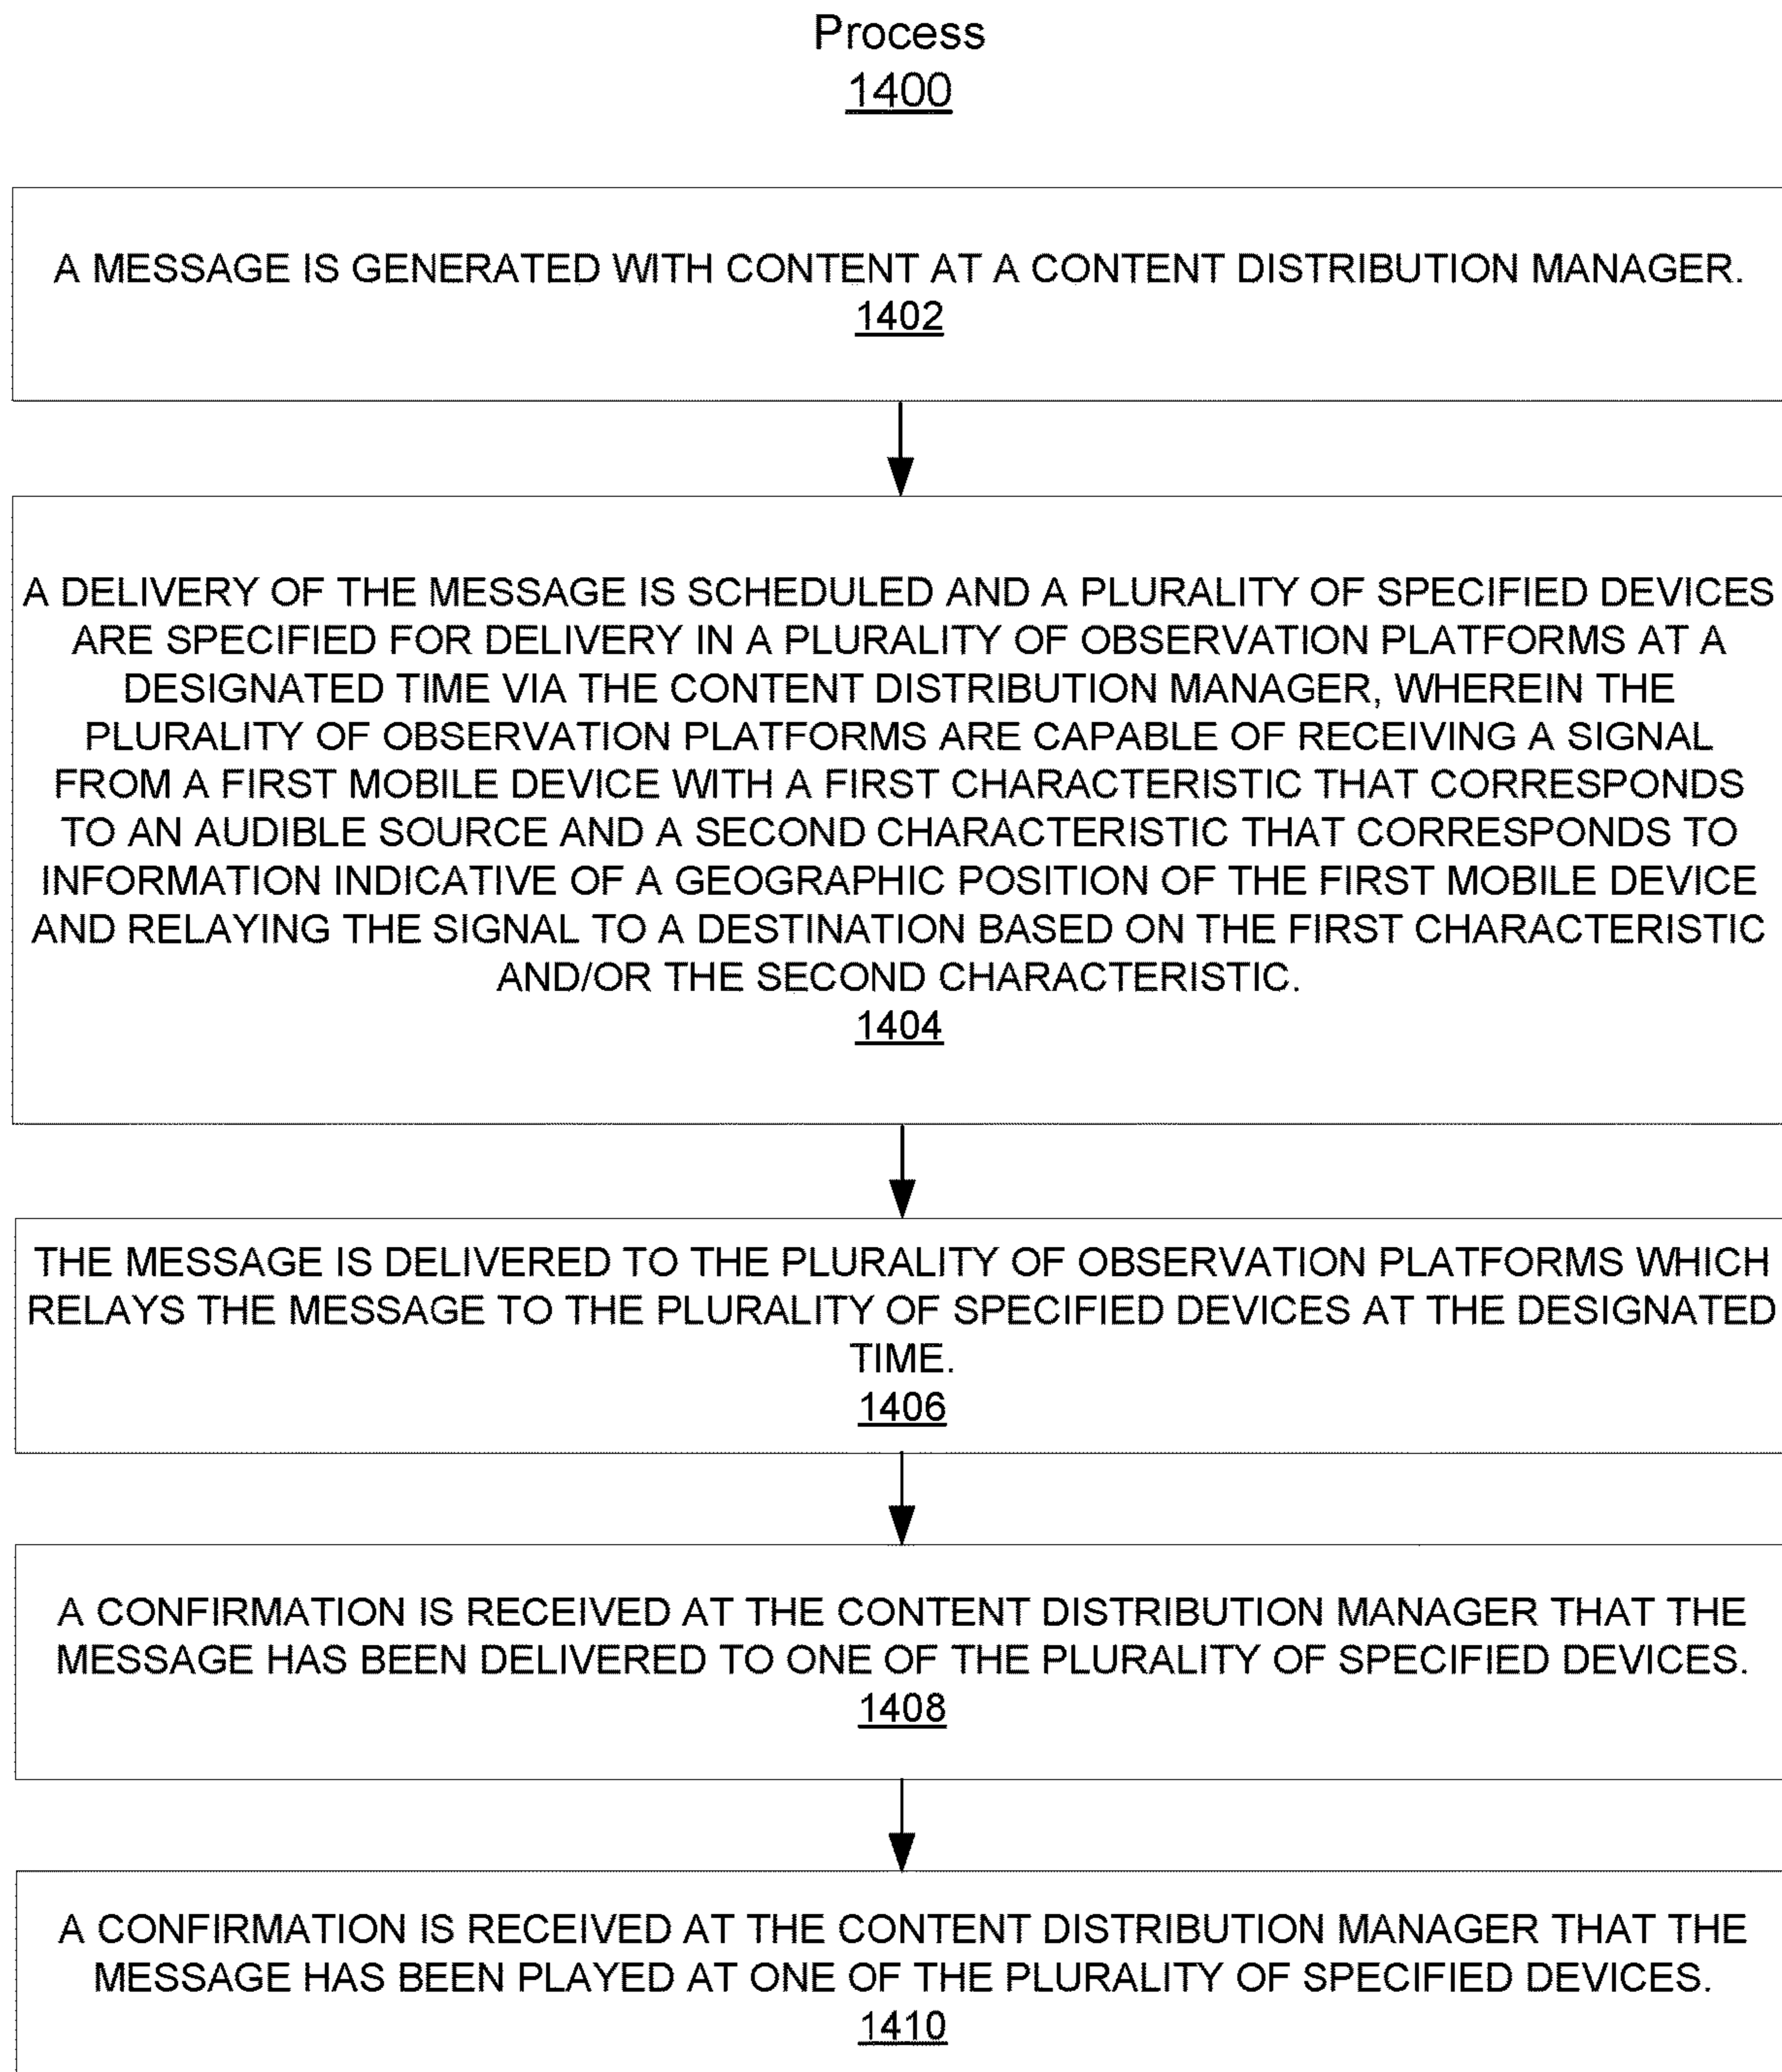 Process
1400
A MESSAGE IS GENERATED WITH CONTENT AT A CONTENT DISTRIBUTION MANAGER.
1402
A DELIVERY OF THE MESSAGE IS SCHEDULED AND A PLURALITY OF SPECIFIED DEVICES
ARE SPECIFIED FOR DELIVERY IN A PLURALITY OF OBSERVATION PLATFORMS AT A
DESIGNATED TIME VIA THE CONTENT DISTRIBUTION MANAGER, WHEREIN THE
PLURALITY OF OBSERVATION PLATFORMS ARE CAPABLE OF RECEIVING A SIGNAL
FROM A FIRST MOBILE DEVICE WITH A FIRST CHARACTERISTIC THAT CORRESPONDS
TO AN AUDIBLE SOURCE AND A SECOND CHARACTERISTIC THAT CORRESPONDS TO
INFORMATION INDICATIVE OF A GEOGRAPHIC POSITION OF THE FIRST MOBILE DEVICE
AND RELAYING THE SIGNAL TO A DESTINATION BASED ON THE FIRST CHARACTERISTIC
AND/OR THE SECOND CHARACTERISTIC.
1404
THE MESSAGE IS DELIVERED TO THE PLURALITY OF OBSERVATION PLATFORMS WHICH
RELAYS THE MESSAGE TO THE PLURALITY OF SPECIFIED DEVICES AT THE DESIGNATED
TIME.
1406
A CONFIRMATION IS RECEIVED AT THE CONTENT DISTRIBUTION MANAGER THAT THE
MESSAGE HAS BEEN DELIVERED TO ONE OF THE PLURALITY OF SPECIFIED DEVICES.
1408
A CONFIRMATION IS RECEIVED AT THE CONTENT DISTRIBUTION MANAGER THAT THE
MESSAGE HAS BEEN PLAYED AT ONE OF THE PLURALITY OF SPECIFIED DEVICES.
1410